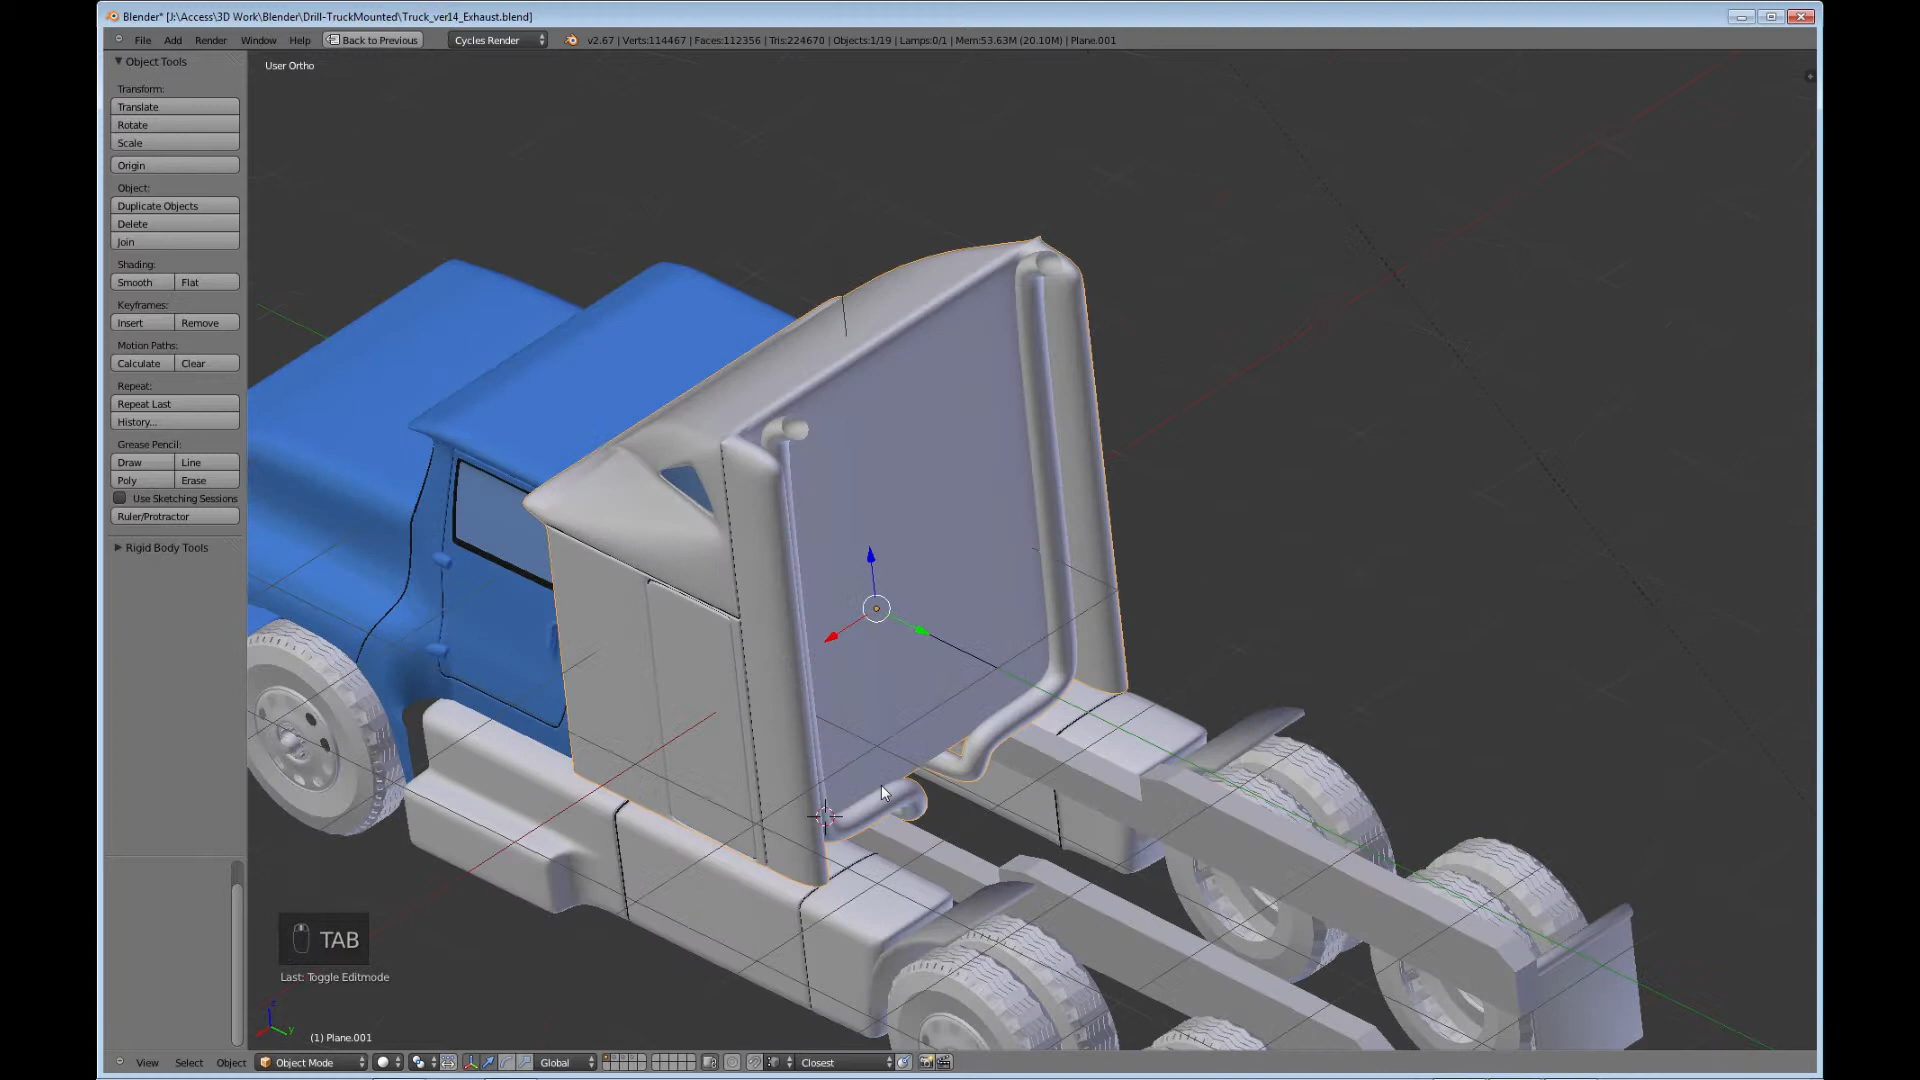 Blender* [J:\Access\3D Work\Blender\Drill-TruckMounted\Truck_ver14_Exhaust.blend]
File Add Render Window Help Back to Previous Cycles Render v2.67 | Verts:114467 | Faces:112356 | Tris:224670 | Objects:1/19 | Lamps:0/1 | Mem:53.63M (20.10M) | Plane.001
Object Tools
User Ortho
Transform:
Translate
Rotate
Scale
Origin
Object:
Duplicate Objects
Delete
Join
Shading:
Smooth Flat
Keyframes:
Insert Remove
Motion Paths:
Calculate Clear
Repeat:
Repeat Last
History...
Grease Pencil:
Draw Line
Poly Erase
Use Sketching Sessions
Ruler/Protractor
Rigid Body Tools
TAB
Last: Toggle Editmode
z
y
(1) Plane.001
View Select Object Object Mode Global Closest